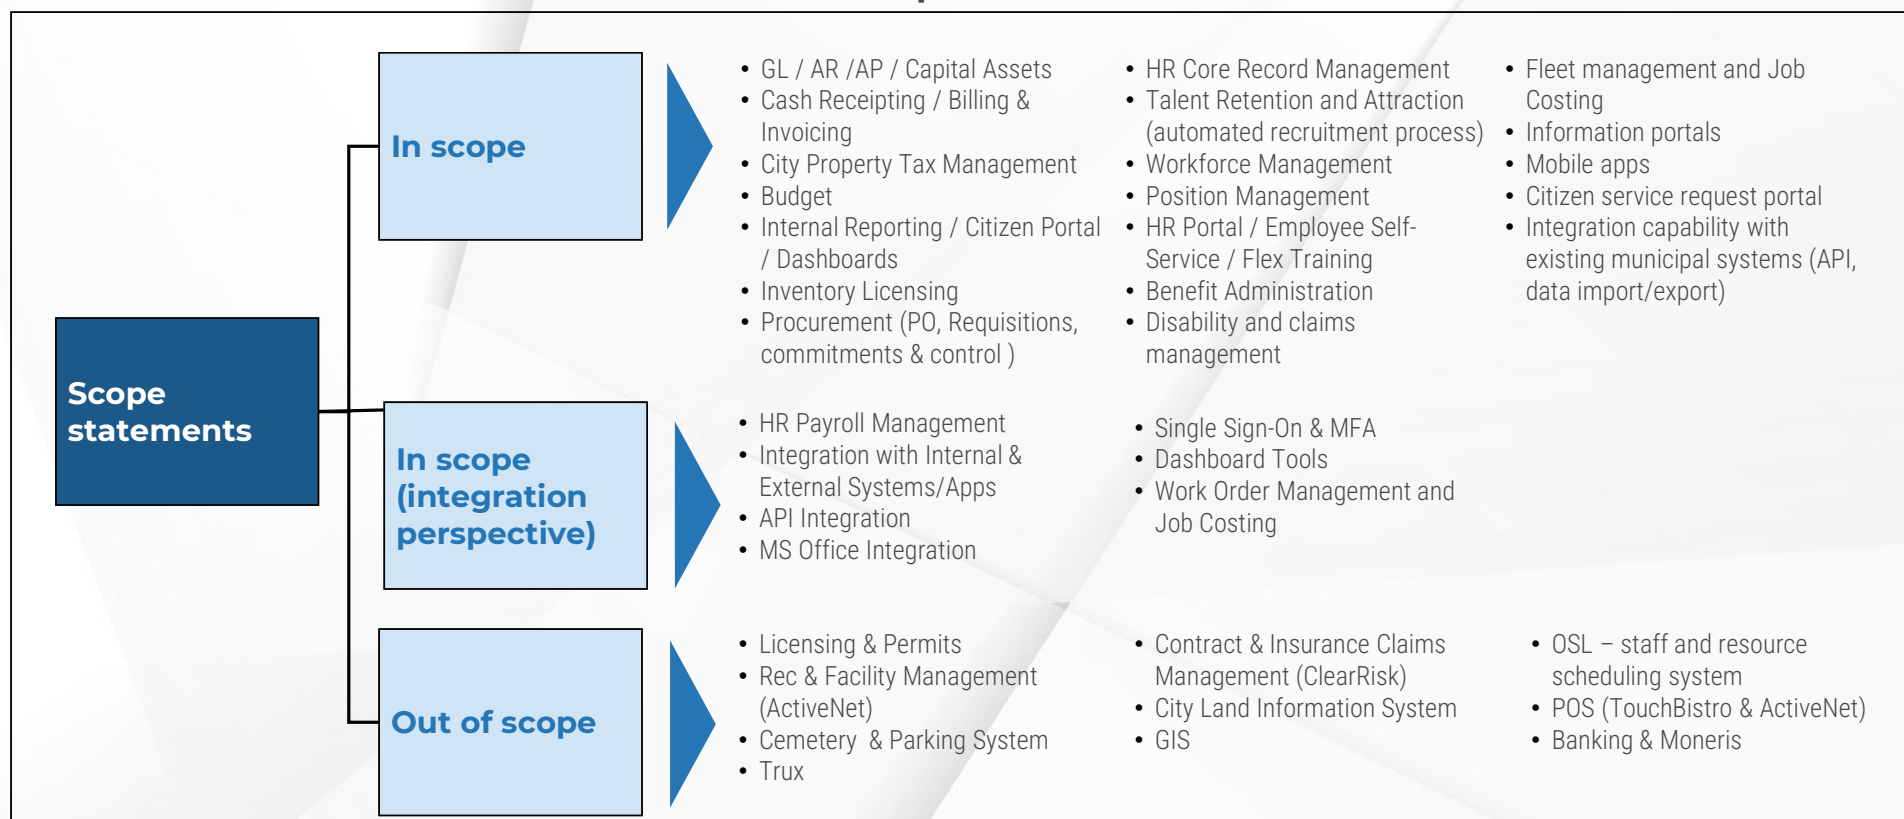 Scope
statements
In scope
• GL / AR /AP / Capital Assets
• Cash Receipting / Billing &
Invoicing
• City Property Tax Management
• Budget
• Internal Reporting / Citizen Portal
/ Dashboards
• Inventory Licensing
• Procurement (PO, Requisitions,
commitments & control )
• HR Core Record Management
• Talent Retention and Attraction
(automated recruitment process)
• Workforce Management
• Position Management
• HR Portal / Employee Self-
Service / Flex Training
• Benefit Administration
• Disability and claims
management
• Fleet management and Job
Costing
• Information portals
• Mobile apps
• Citizen service request portal
• Integration capability with
existing municipal systems (API,
data import/export)
In scope
(integration
perspective)
• HR Payroll Management
• Integration with Internal &
External Systems/Apps
• API Integration
• MS Office Integration
• Single Sign-On & MFA
• Dashboard Tools
• Work Order Management and
Job Costing
Out of scope
• Licensing & Permits
• Rec & Facility Management
(ActiveNet)
• Cemetery  & Parking System
• Trux
• Contract & Insurance Claims
Management (ClearRisk)
• City Land Information System
• GIS
• OSL – staff and resource
scheduling system
• POS (TouchBistro & ActiveNet)
• Banking & Moneris